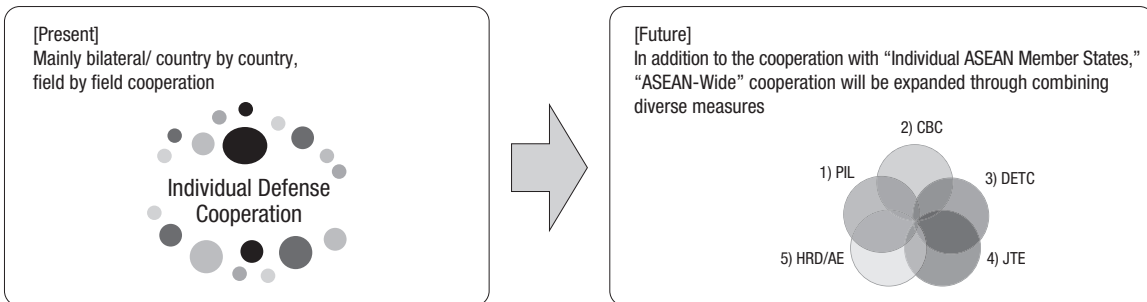 [Present]
Mainly bilateral/ country by country,
field by field cooperation
Individual Defense
Cooperation
[Future]
In addition to the cooperation with “Individual ASEAN Member States,”
“ASEAN-Wide” cooperation will be expanded through combining
diverse measures
2) CBC
1) PIL
3) DETC
5) HRD/AE
4) JTE